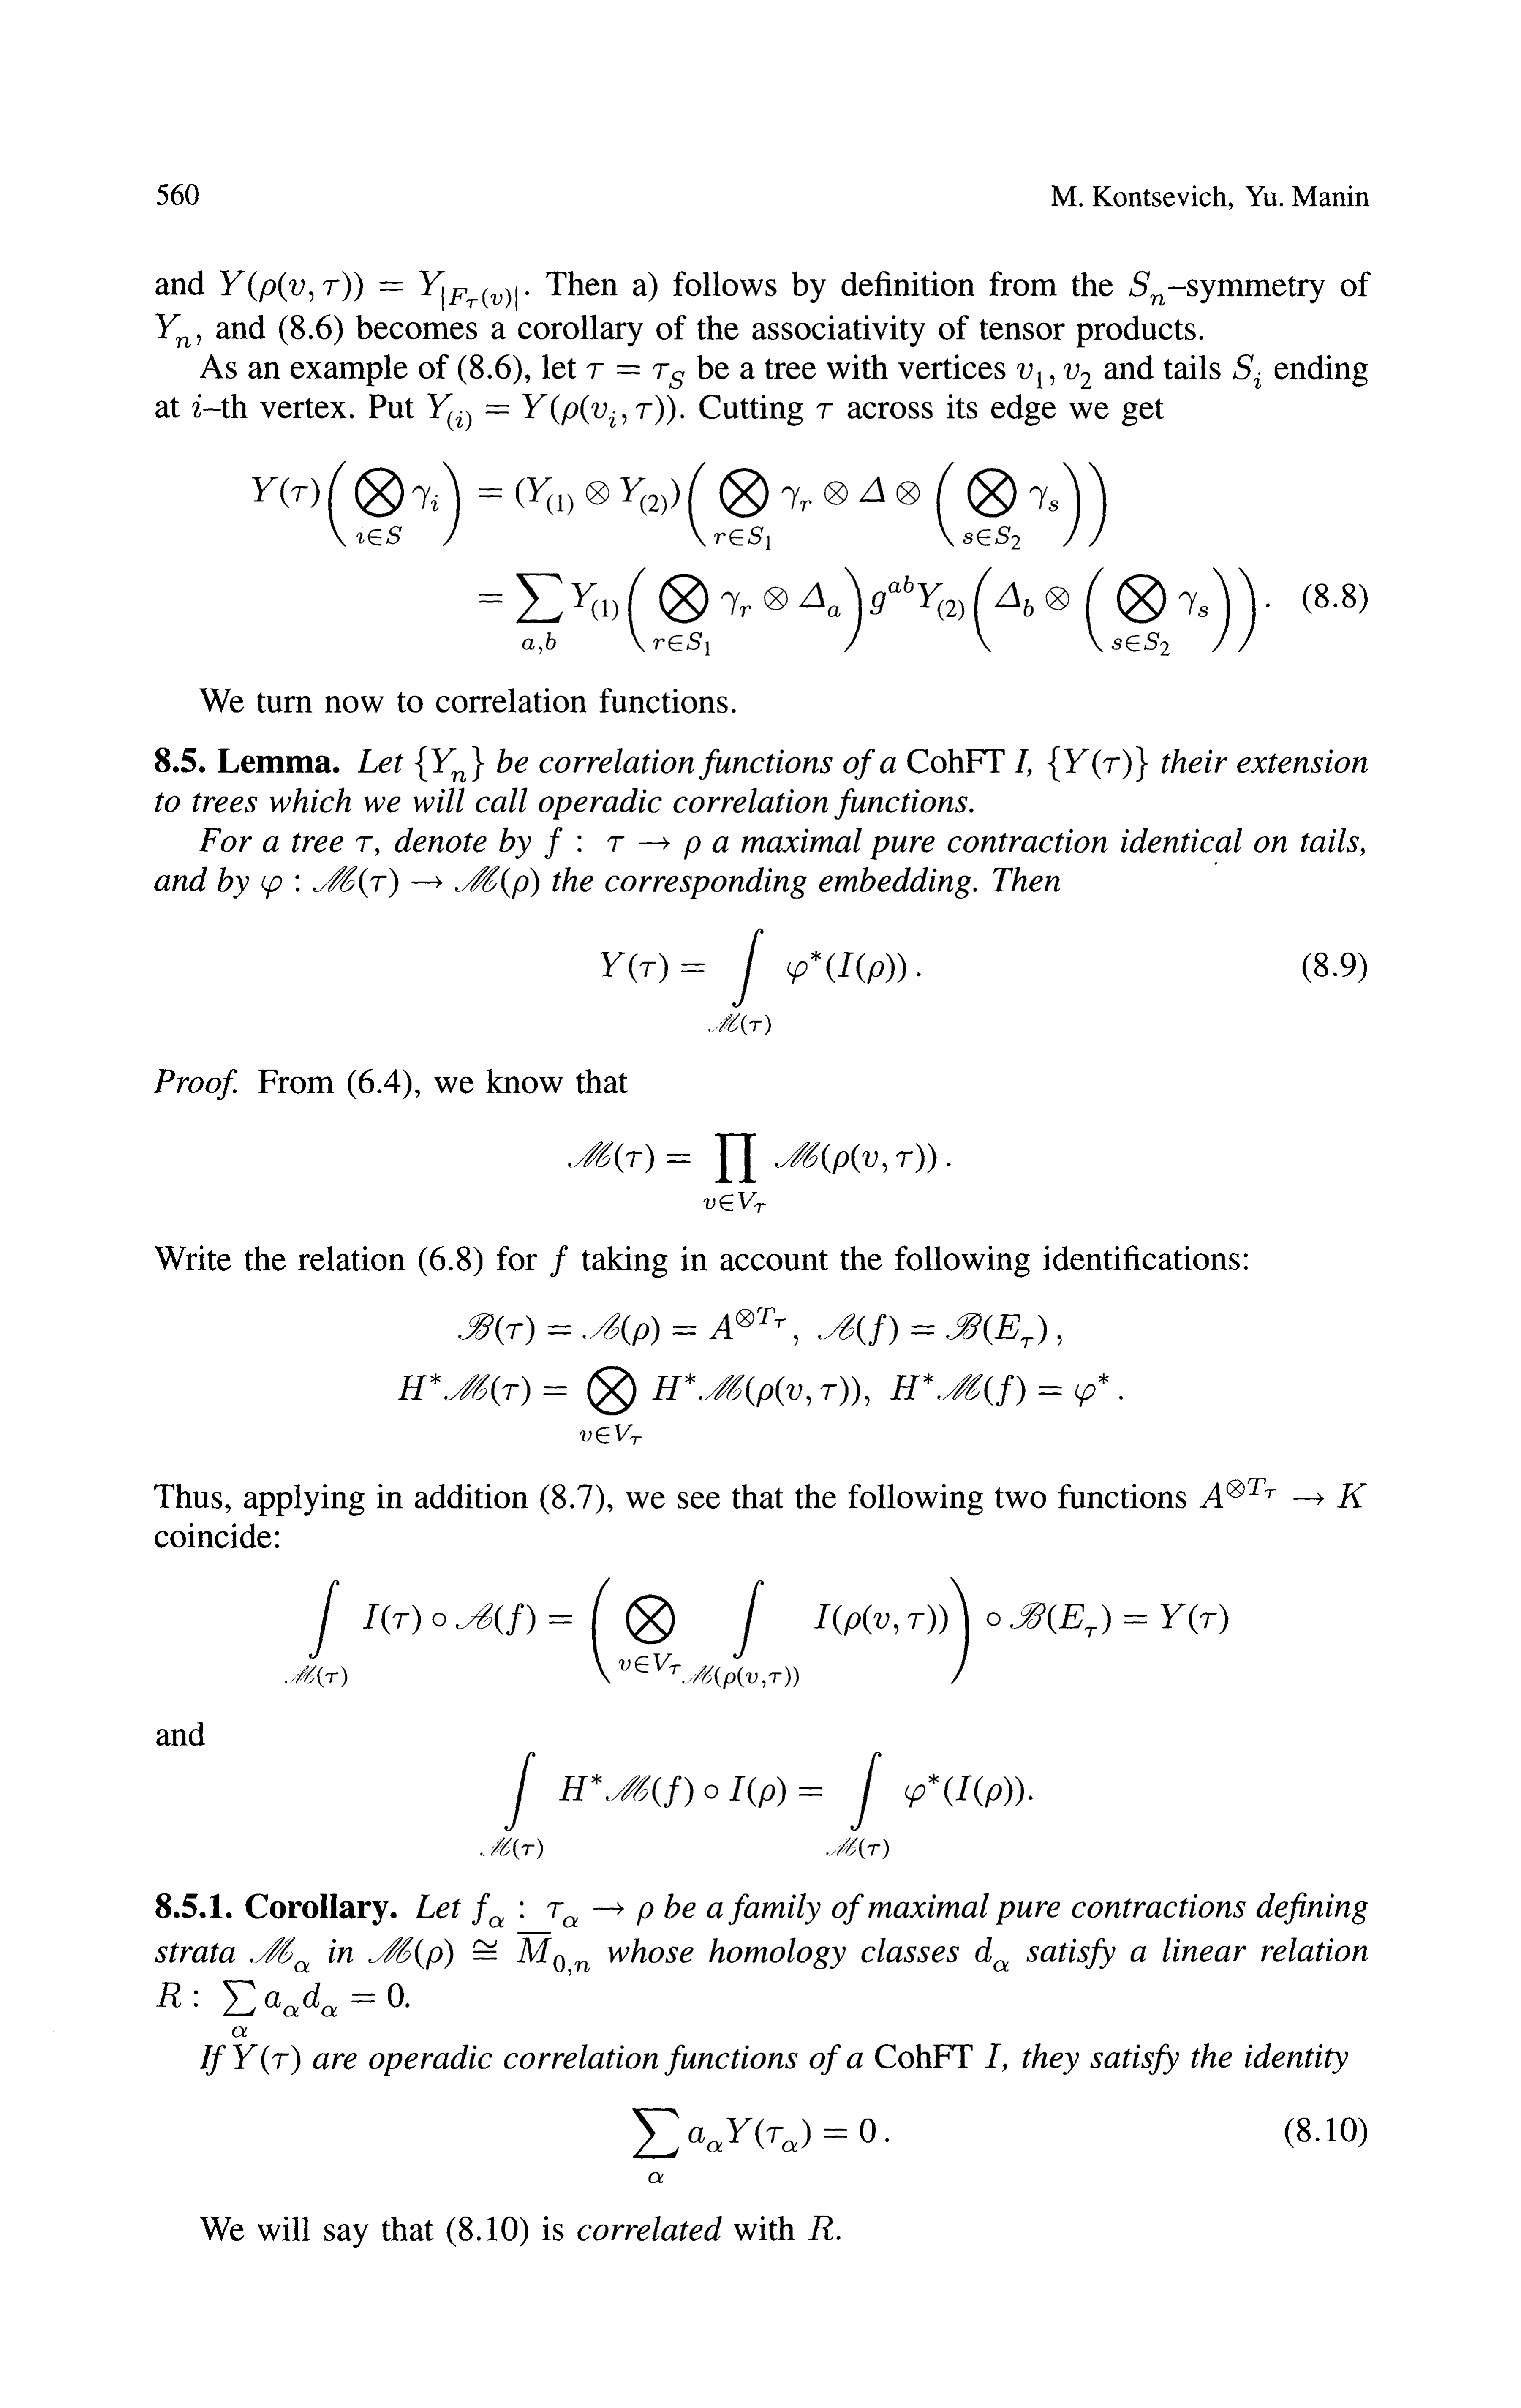 560 M. Kontsevich, Yu. Manin
and $Y(\rho(v,\tau)) = Y_{|F_\tau(v)|}$. Then a) follows by definition from the $S_n$–symmetry of
$Y_n$, and (8.6) becomes a corollary of the associativity of tensor products.
As an example of (8.6), let $\tau = \tau_S$ be a tree with vertices $v_1, v_2$ and tails $S_i$ ending
at $i$–th vertex. Put $Y_{(i)} = Y(\rho(v_i,\tau))$. Cutting $\tau$ across its edge we get
$Y(\tau)\left(\bigotimes_{i\in S}\gamma_i\right) = (Y_{(1)} \otimes Y_{(2)})\left(\bigotimes_{r\in S_1}\gamma_r \otimes \Delta \otimes \left(\bigotimes_{s\in S_2}\gamma_s\right)\right)$
$= \sum_{a,b} Y_{(1)}\left(\bigotimes_{r\in S_1}\gamma_r \otimes \Delta_a\right) g^{ab} Y_{(2)}\left(\Delta_b \otimes \left(\bigotimes_{s\in S_2}\gamma_s\right)\right).$ (8.8)
We turn now to correlation functions.
8.5. Lemma. Let $\{Y_n\}$ be correlation functions of a CohFT $I$, $\{Y(\tau)\}$ their extension
to trees which we will call operadic correlation functions.
For a tree $\tau$, denote by $f : \tau \to \rho$ a maximal pure contraction identical on tails,
and by $\varphi : \mathcal{M}(\tau) \to \mathcal{M}(\rho)$ the corresponding embedding. Then
$Y(\tau) = \int_{\mathcal{M}(\tau)} \varphi^*(I(\rho)).$ (8.9)
Proof. From (6.4), we know that
$\mathcal{M}(\tau) = \prod_{v\in V_\tau} \mathcal{M}(\rho(v,\tau)).$
Write the relation (6.8) for $f$ taking in account the following identifications:
$\mathcal{B}(\tau) = \mathcal{A}(\rho) = A^{\otimes T_\tau},\ \mathcal{A}(f) = \mathcal{B}(E_\tau),$
$H^*\mathcal{M}(\tau) = \bigotimes_{v\in V_\tau} H^*\mathcal{M}(\rho(v,\tau)),\ H^*\mathcal{M}(f) = \varphi^*.$
Thus, applying in addition (8.7), we see that the following two functions $A^{\otimes T_\tau} \to K$
coincide:
$\int_{\mathcal{M}(\tau)} I(\tau) \circ \mathcal{A}(f) = \left(\bigotimes_{v\in V_\tau} \int_{\mathcal{M}(\rho(v,\tau))} I(\rho(v,\tau))\right) \circ \mathcal{B}(E_\tau) = Y(\tau)$
and
$\int_{\mathcal{M}(\tau)} H^*\mathcal{M}(f) \circ I(\rho) = \int_{\mathcal{M}(\tau)} \varphi^*(I(\rho)).$
8.5.1. Corollary. Let $f_\alpha : \tau_\alpha \to \rho$ be a family of maximal pure contractions defining
strata $\mathcal{M}_\alpha$ in $\mathcal{M}(\rho) \cong \overline{M}_{0,n}$ whose homology classes $d_\alpha$ satisfy a linear relation
$R : \sum_\alpha a_\alpha d_\alpha = 0.$
If $Y(\tau)$ are operadic correlation functions of a CohFT $I$, they satisfy the identity
$\sum_\alpha a_\alpha Y(\tau_\alpha) = 0.$ (8.10)
We will say that (8.10) is correlated with $R$.